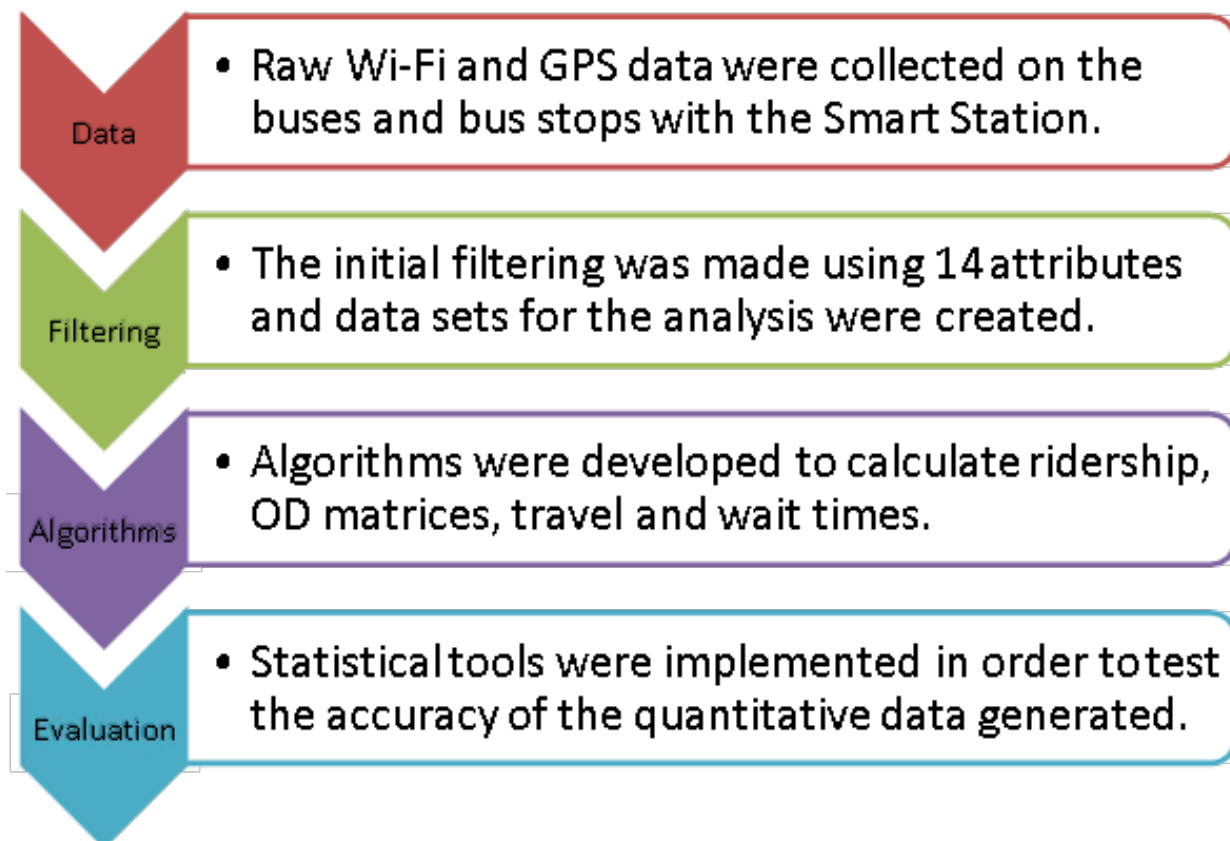 Data
• Raw Wi-Fi and GPS data were collected on the
buses and bus stops with the Smart Station.
Filtering
• The initial filtering was made using 14 attributes
and data sets for the analysis were created.
Algorithms
• Algorithms were developed to calculate ridership,
OD matrices, travel and wait times.
Evaluation
• Statistical tools were implemented in order to test
the accuracy of the quantitative data generated.